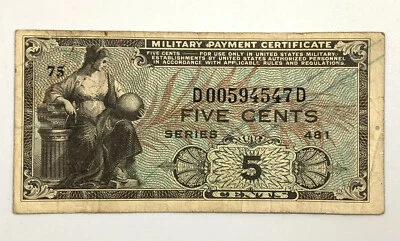 MILITARY PAYMENT CERTIFICATE
FIVE CENTS — FOR USE ONLY IN UNITED STATES MILITARY
ESTABLISHMENTS BY UNITED STATES AUTHORIZED PERSONNEL
IN ACCORDANCE WITH APPLICABLE RULES AND REGULATIONS.
75
D00594547D
FIVE CENTS
SERIES 481
5
CENTS